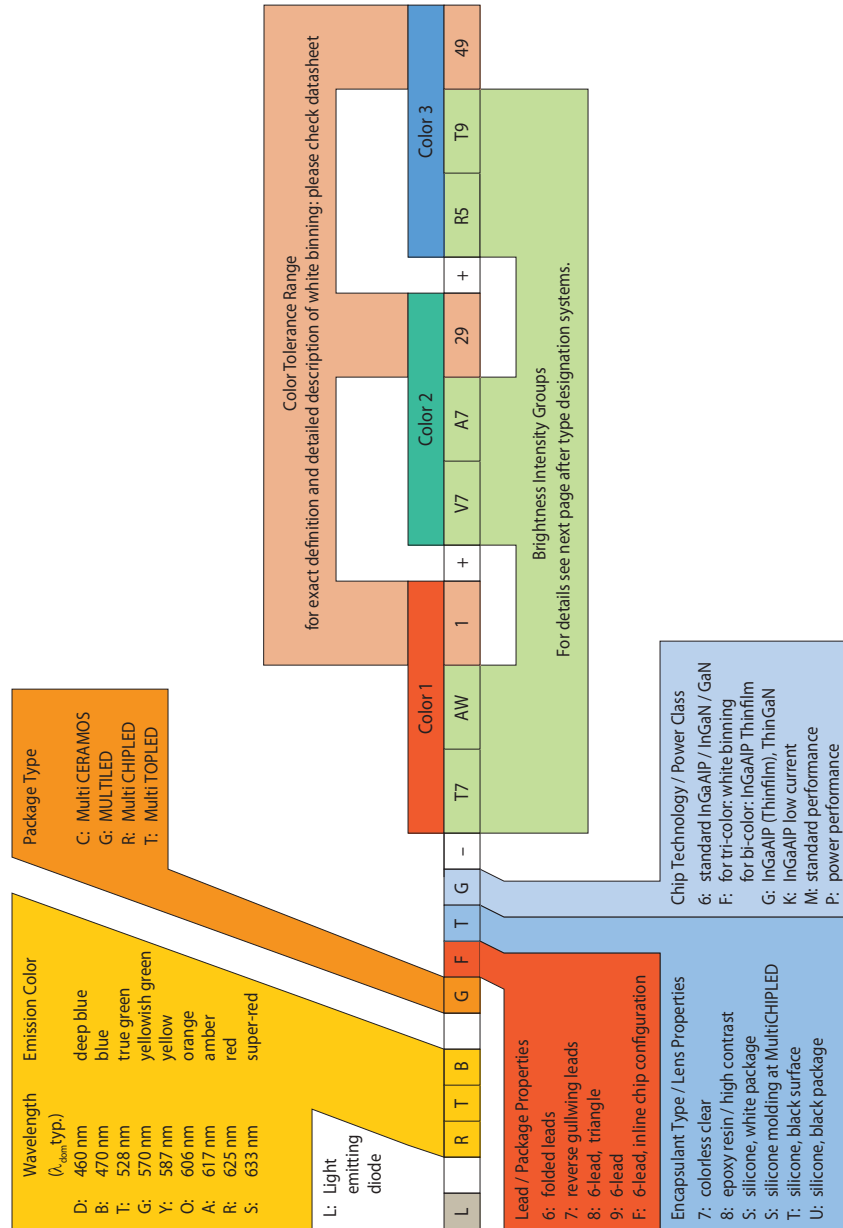 Wavelength Emission Color
(λdom typ.)
D: 460 nm deep blue
B: 470 nm blue
T: 528 nm true green
G: 570 nm yellowish green
Y: 587 nm yellow
O: 606 nm orange
A: 617 nm amber
R: 625 nm red
S: 633 nm super-red
Package Type
C: Multi CERAMOS
G: MULTILED
R: Multi CHIPLED
T: Multi TOPLED
L: Light
emitting
diode
Color Tolerance Range
for exact definition and detailed description of white binning: please check datasheet
Color 1 Color 2 Color 3
L R T B G F T G – T7 AW 1 + V7 A7 29 + R5 T9 49
Brightness Intensity Groups
For details see next page after type designation systems.
Lead / Package Properties
6: folded leads
7: reverse gullwing leads
8: 6-lead, triangle
9: 6-lead
F: 6-lead, inline chip configuration
Encapsulant Type / Lens Properties
7: colorless clear
8: epoxy resin / high contrast
S: silicone, white package
S: silicone molding at MultiCHIPLED
T: silicone, black surface
U: silicone, black package
Chip Technology / Power Class
6: standard InGaAlP / InGaN / GaN
F: for tri-color: white binning
for bi-color: InGaAlP Thinfilm
G: InGaAlP (Thinfilm), ThinGaN
K: InGaAlP low current
M: standard performance
P: power performance